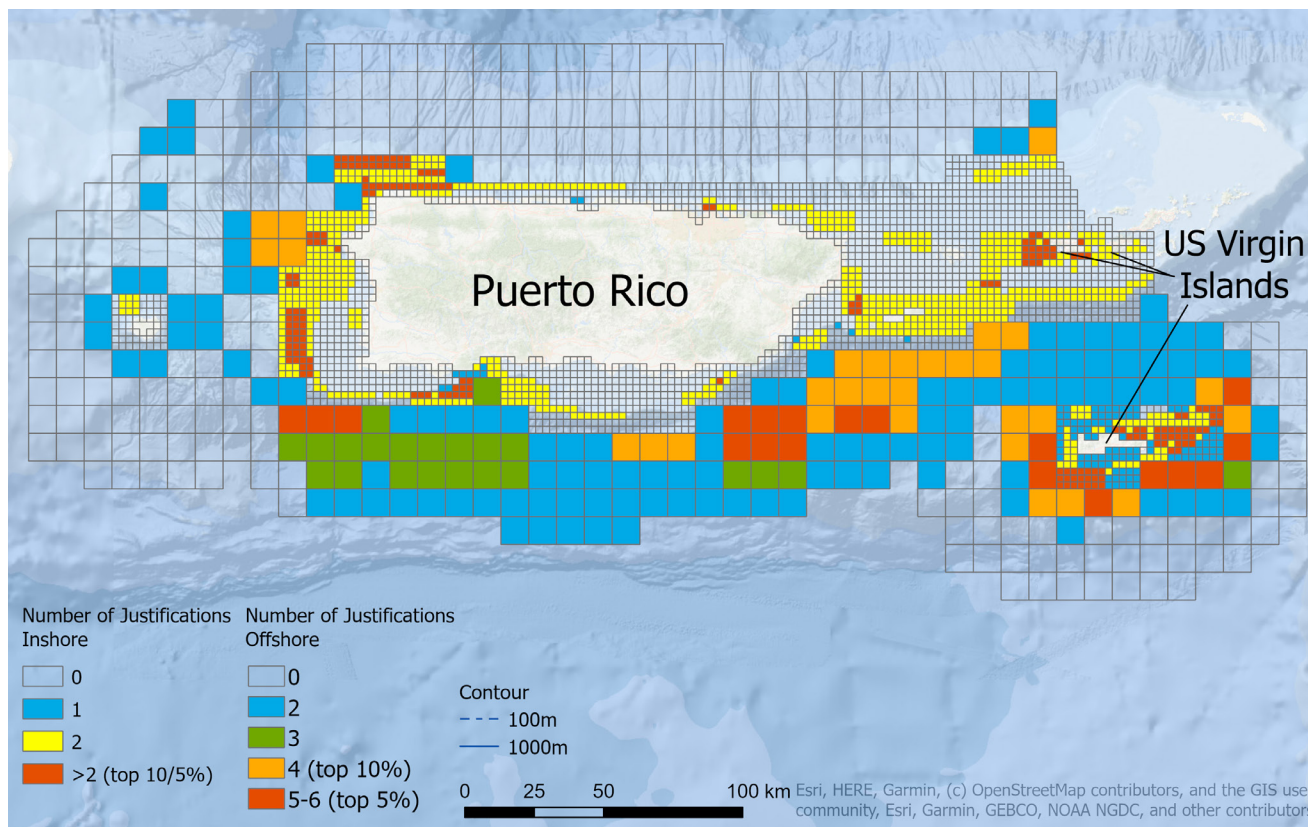 US Virgin
Islands
Puerto Rico
Number of Justifications
Inshore
0
1
2
>2 (top 10/5%)
Number of Justifications
Offshore
0
2
3
4 (top 10%)
5-6 (top 5%)
Contour
100m
1000m
0 25 50 100 km
Esri, HERE, Garmin, (c) OpenStreetMap contributors, and the GIS use
community, Esri, Garmin, GEBCO, NOAA NGDC, and other contributor